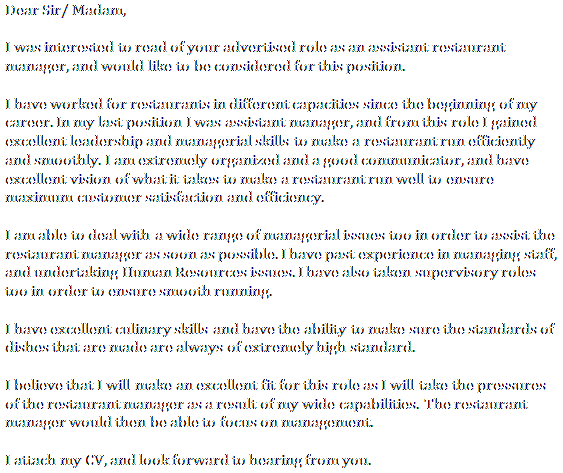 Dear Sir/ Madam,
I was interested to read of your advertised role as an assistant restaurant
manager, and would like to be considered for this position.
I have worked for restaurants in different capacities since the beginning of my
career. In my last position I was assistant manager, and from this role I gained
excellent leadership and managerial skills to make a restaurant run efficiently
and smoothly. I am extremely organized and a good communicator, and have
excellent vision of what it takes to make a restaurant run well to ensure
maximum customer satisfaction and efficiency.
I am able to deal with a wide range of managerial issues too in order to assist the
restaurant manager as soon as possible. I have past experience in managing staff,
and undertaking Human Resources issues. I have also taken supervisory roles
too in order to ensure smooth running.
I have excellent culinary skills and have the ability to make sure the standards of
dishes that are made are always of extremely high standard.
I believe that I will make an excellent fit for this role as I will take the pressures
of the restaurant manager as a result of my wide capabilities. The restaurant
manager would then be able to focus on management.
I attach my CV, and look forward to hearing from you.